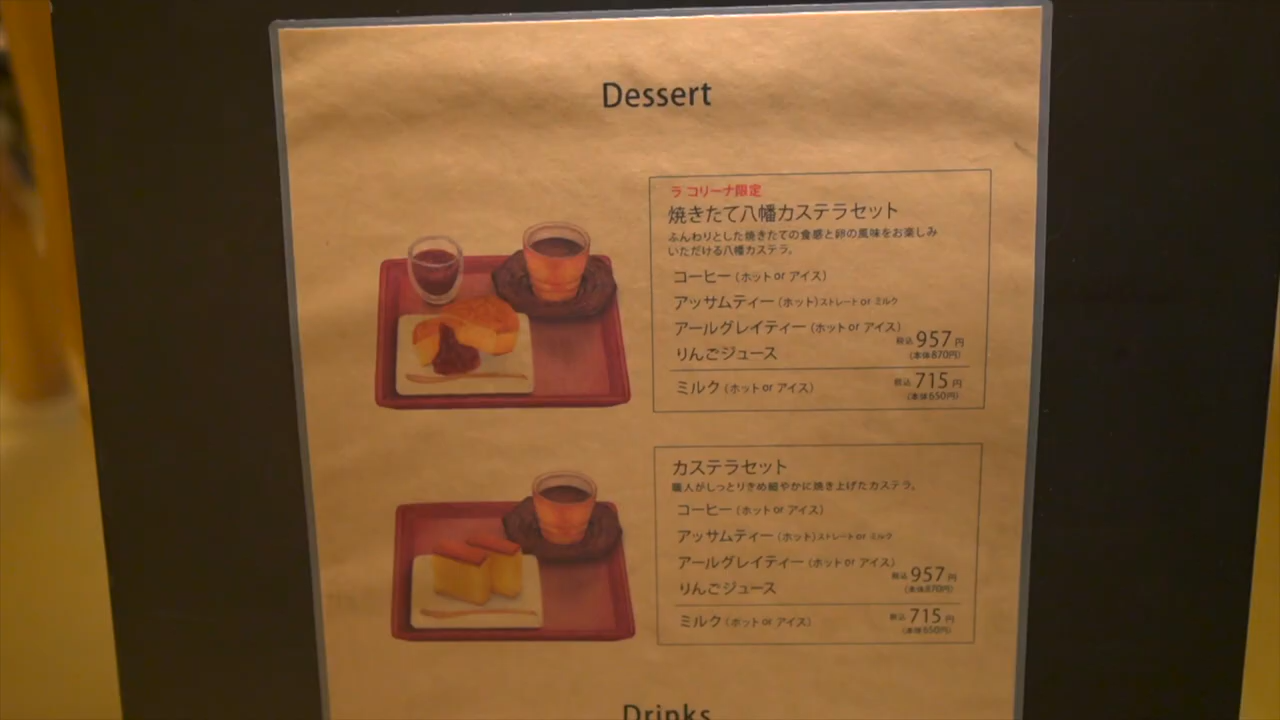 Dessert
ラ コリーナ限定
焼きたて八幡カステラセット
ふんわりとした焼きたての食感と卵の風味をお楽しみ
いただける八幡カステラ。
コーヒー(ホット or アイス)
アッサムティー(ホット)ストレート or ミルク
アールグレイティー(ホット or アイス)
税込957円
りんごジュース
(本体870円)
ミルク(ホット or アイス)
税込715円
(本体650円)
カステラセット
職人がしっとりきめ細やかに焼き上げたカステラ。
コーヒー(ホット or アイス)
アッサムティー(ホット)ストレート or ミルク
アールグレイティー(ホット or アイス)
税込957円
りんごジュース
(本体870円)
ミルク(ホット or アイス)
税込715円
(本体650円)
Drinks